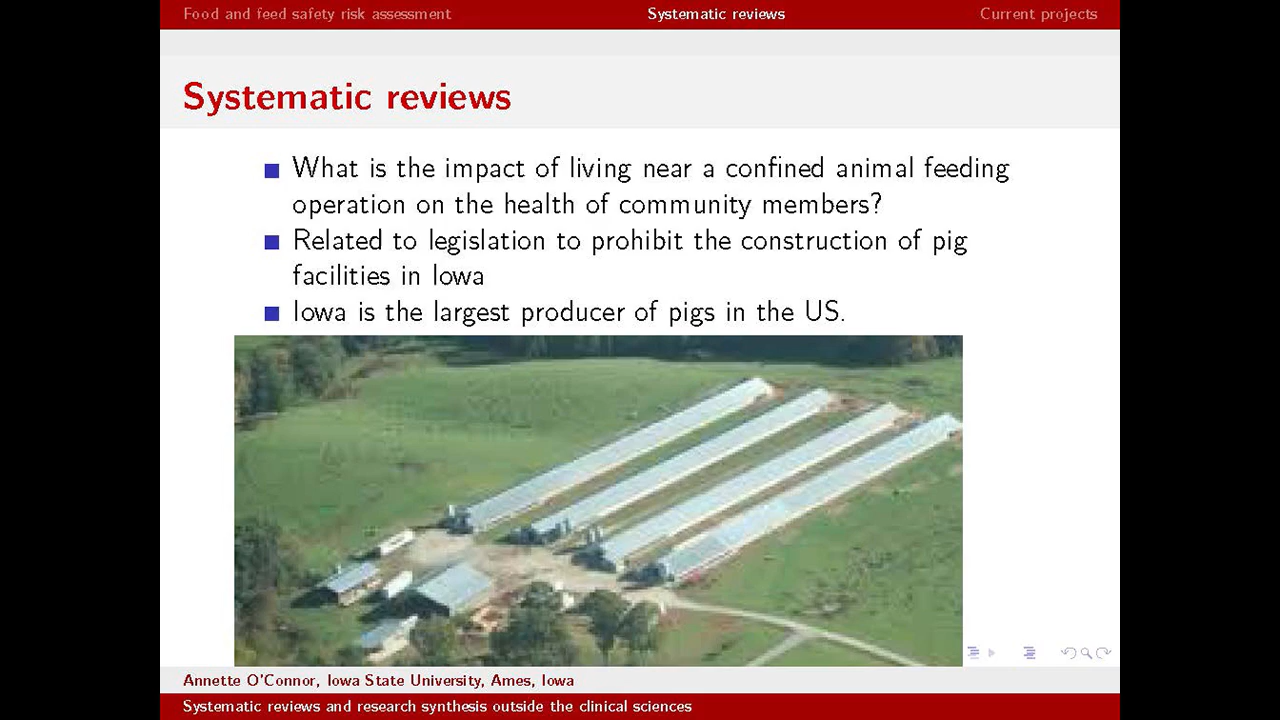 Food and feed safety risk assessment Systematic reviews Current projects
Systematic reviews
What is the impact of living near a confined animal feeding
operation on the health of community members?
Related to legislation to prohibit the construction of pig
facilities in Iowa
Iowa is the largest producer of pigs in the US.
Annette O'Connor, Iowa State University, Ames, Iowa
Systematic reviews and research synthesis outside the clinical sciences